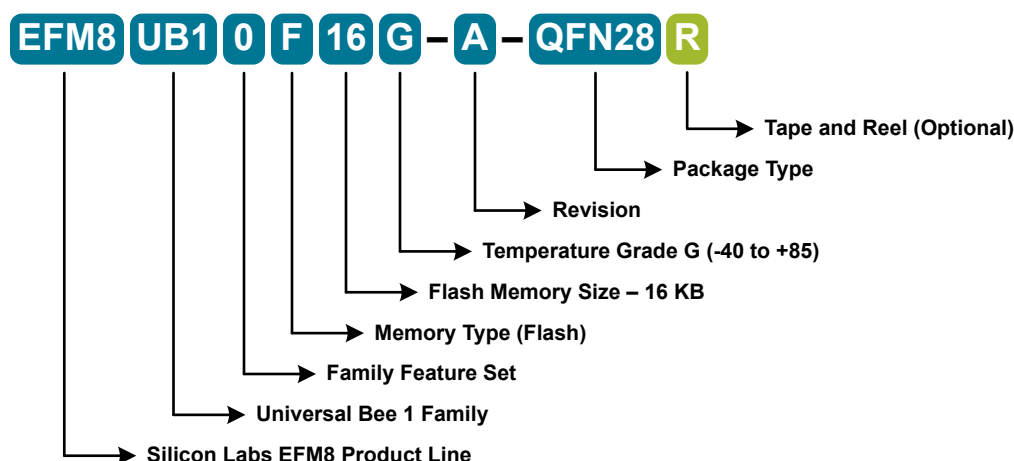 EFM8 UB1 0 F 16 G – A – QFN28 R
Tape and Reel (Optional)
Package Type
Revision
Temperature Grade G (-40 to +85)
Flash Memory Size – 16 KB
Memory Type (Flash)
Family Feature Set
Universal Bee 1 Family
Silicon Labs EFM8 Product Line